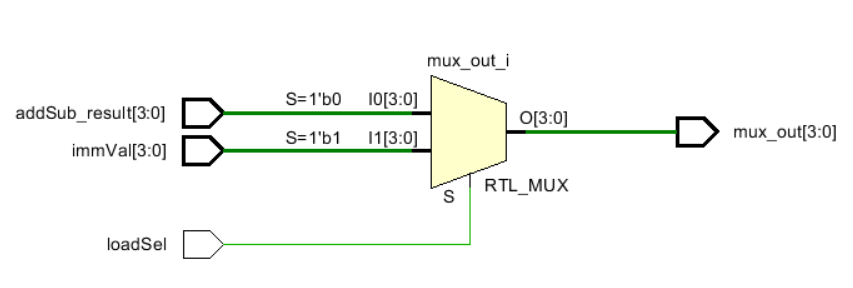 mux_out_i
addSub_result[3:0] S=1'b0 I0[3:0] O[3:0]
immVal[3:0] S=1'b1 I1[3:0] mux_out[3:0]
S RTL_MUX
loadSel